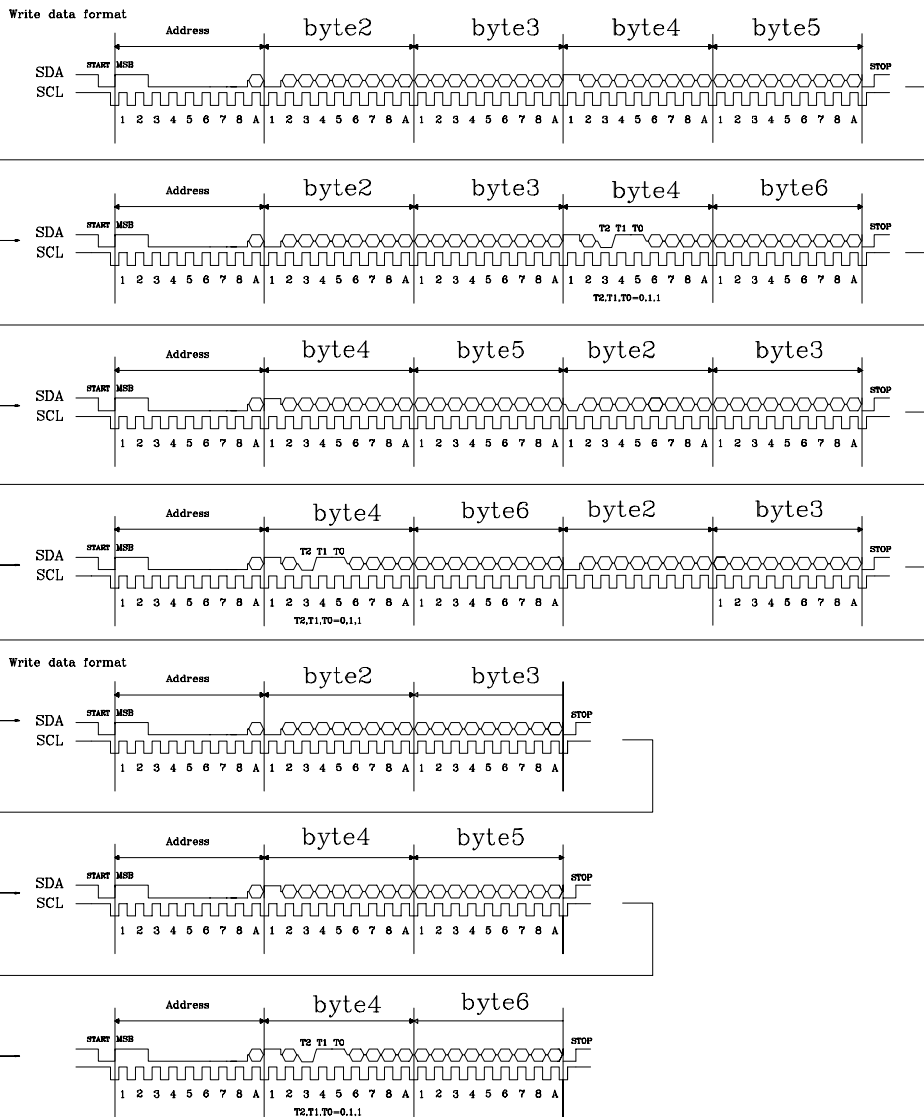 Write data format
Address byte2 byte3 byte4 byte5
START MSB STOP
SDA
SCL
1 2 3 4 5 6 7 8 A 1 2 3 4 5 6 7 8 A 1 2 3 4 5 6 7 8 A 1 2 3 4 5 6 7 8 A 1 2 3 4 5 6 7 8 A
Address byte2 byte3 byte4 byte6
START MSB T2 T1 T0 STOP
SDA
SCL
1 2 3 4 5 6 7 8 A 1 2 3 4 5 6 7 8 A 1 2 3 4 5 6 7 8 A 1 2 3 4 5 6 7 8 A 1 2 3 4 5 6 7 8 A
T2,T1,T0=0,1,1
Address byte4 byte5 byte2 byte3
START MSB STOP
SDA
SCL
1 2 3 4 5 6 7 8 A 1 2 3 4 5 6 7 8 A 1 2 3 4 5 6 7 8 A 1 2 3 4 5 6 7 8 A 1 2 3 4 5 6 7 8 A
Address byte4 byte6 byte2 byte3
START MSB T2 T1 T0 STOP
SDA
SCL
1 2 3 4 5 6 7 8 A 1 2 3 4 5 6 7 8 A 1 2 3 4 5 6 7 8 A 1 2 3 4 5 6 7 8 A
T2,T1,T0=0,1,1
Write data format
Address byte2 byte3
START MSB STOP
SDA
SCL
1 2 3 4 5 6 7 8 A 1 2 3 4 5 6 7 8 A 1 2 3 4 5 6 7 8 A
Address byte4 byte5
START MSB STOP
SDA
SCL
1 2 3 4 5 6 7 8 A 1 2 3 4 5 6 7 8 A 1 2 3 4 5 6 7 8 A
Address byte4 byte6
START MSB T2 T1 T0 STOP
SDA
SCL
1 2 3 4 5 6 7 8 A 1 2 3 4 5 6 7 8 A 1 2 3 4 5 6 7 8 A
T2,T1,T0=0,1,1